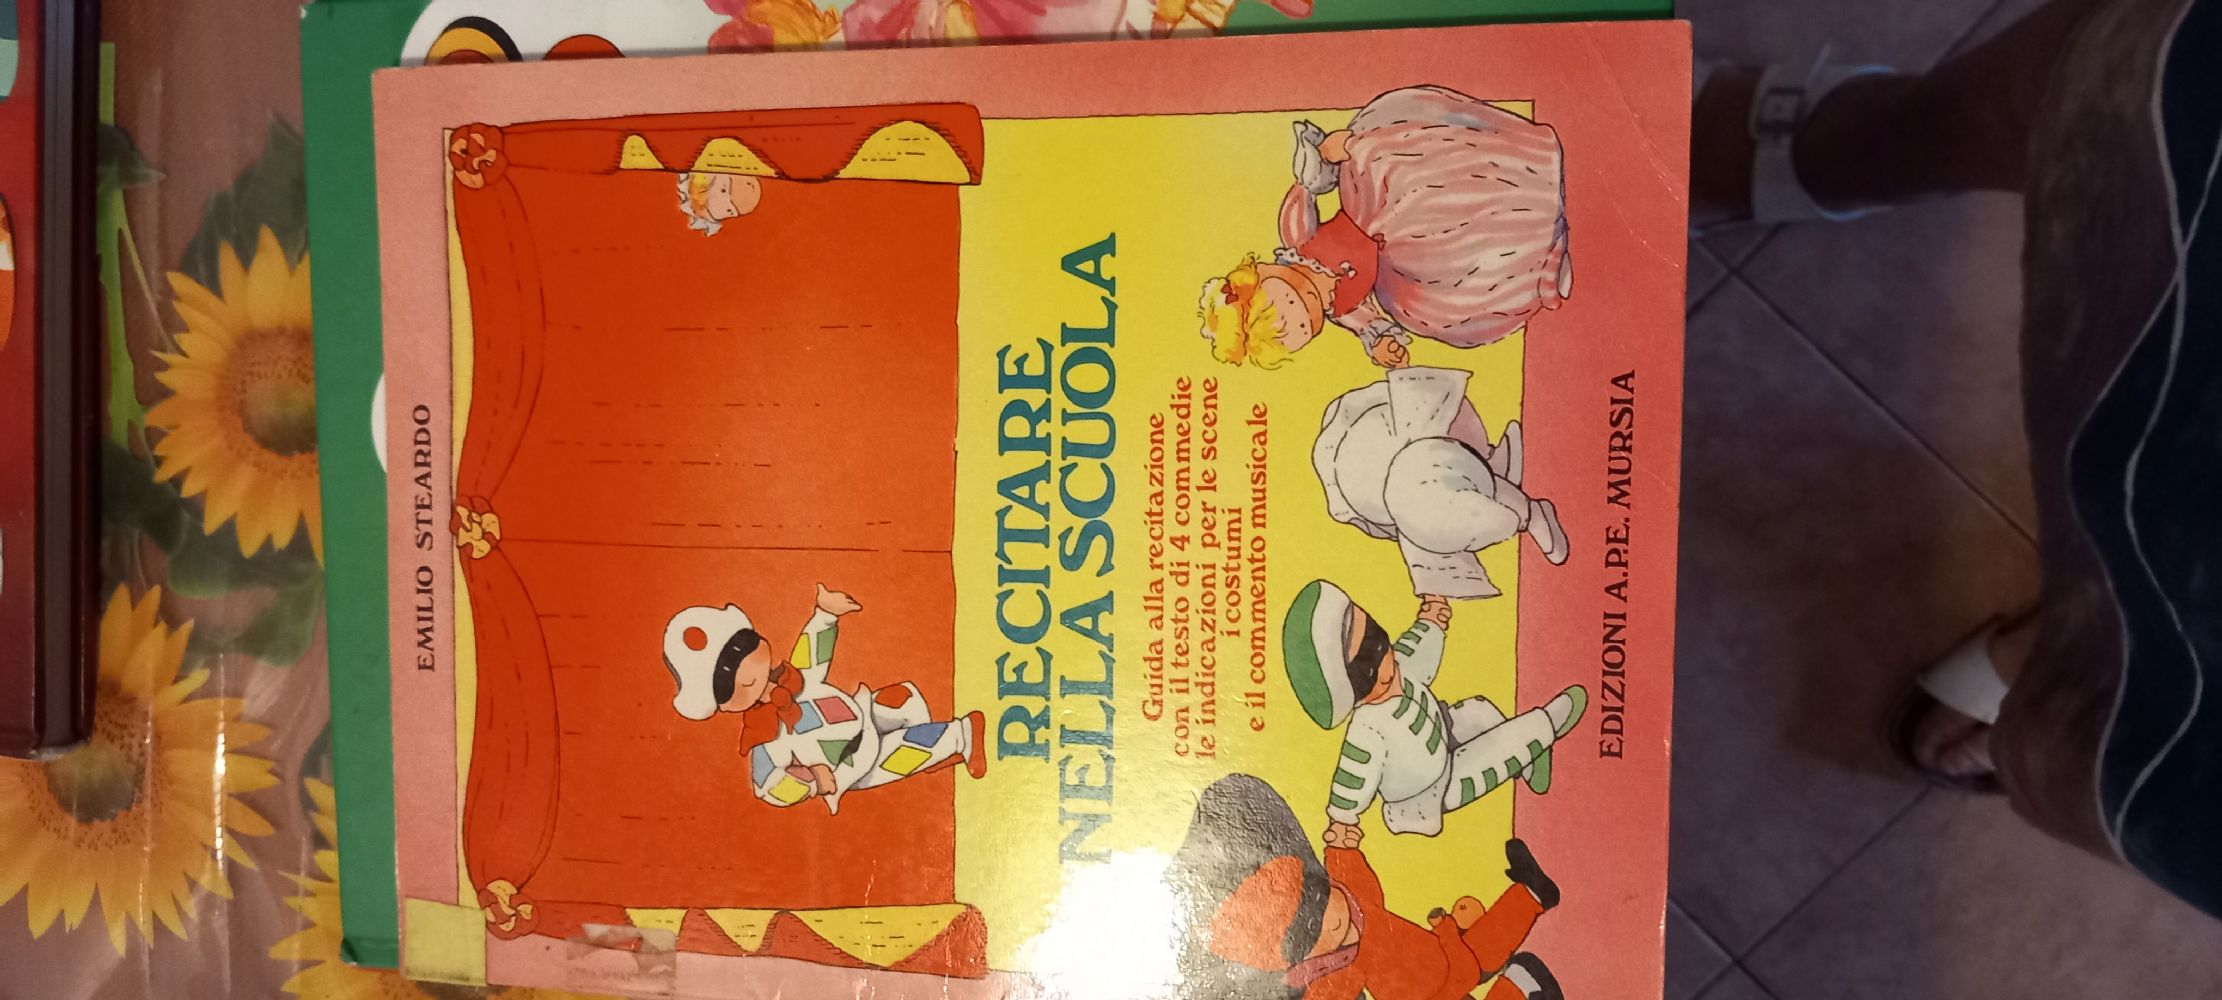 EMILIO STEARDO
RECITARE
NELLA SCUOLA
Guida alla recitazione
con il testo di 4 commedie
le indicazioni per le scene
i costumi
e il commento musicale
EDIZIONI A.P.E. MURSIA